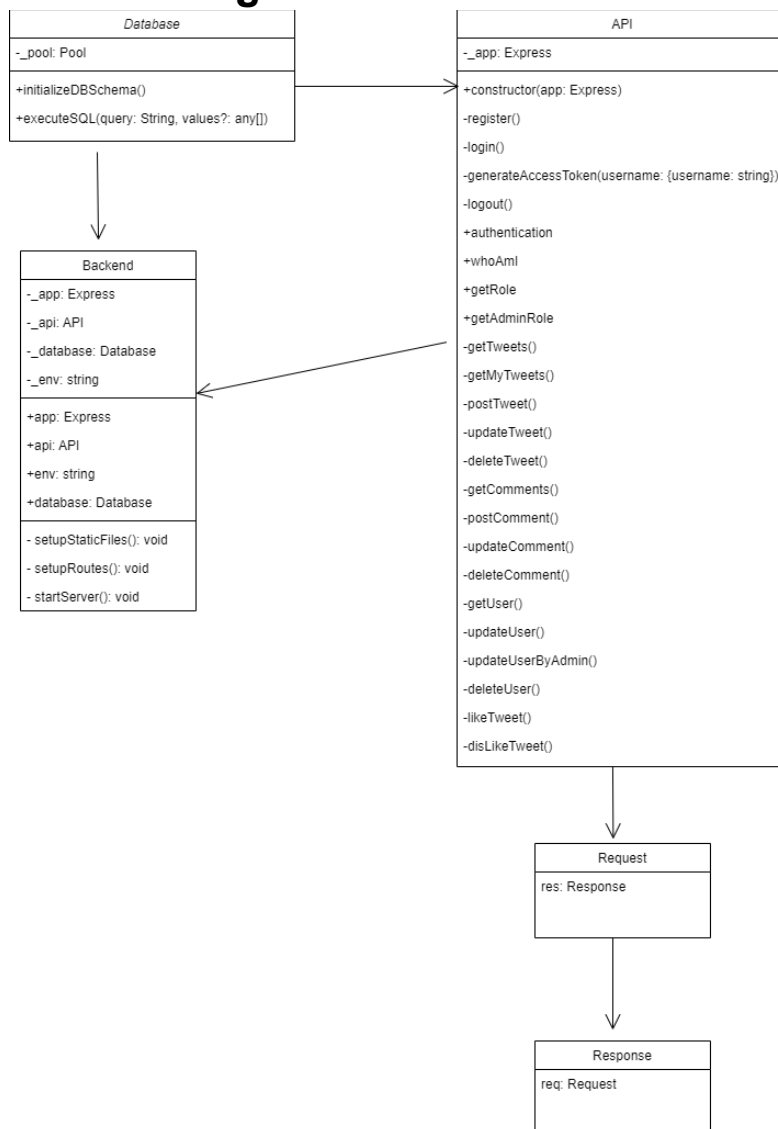 Database
-_pool: Pool
+initializeDBSchema()
+executeSQL(query: String, values?: any[])
API
-_app: Express
+constructor(app: Express)
-register()
-login()
-generateAccessToken(username: {username: string})
-logout()
+authentication
+whoAmI
+getRole
+getAdminRole
-getTweets()
-getMyTweets()
-postTweet()
-updateTweet()
-deleteTweet()
-getComments()
-postComment()
-updateComment()
-deleteComment()
-getUser()
-updateUser()
-updateUserByAdmin()
-deleteUser()
-likeTweet()
-disLikeTweet()
Backend
-_app: Express
-_api: API
-_database: Database
-_env: string
+app: Express
+api: API
+env: string
+database: Database
- setupStaticFiles(): void
- setupRoutes(): void
- startServer(): void
Request
res: Response
Response
req: Request